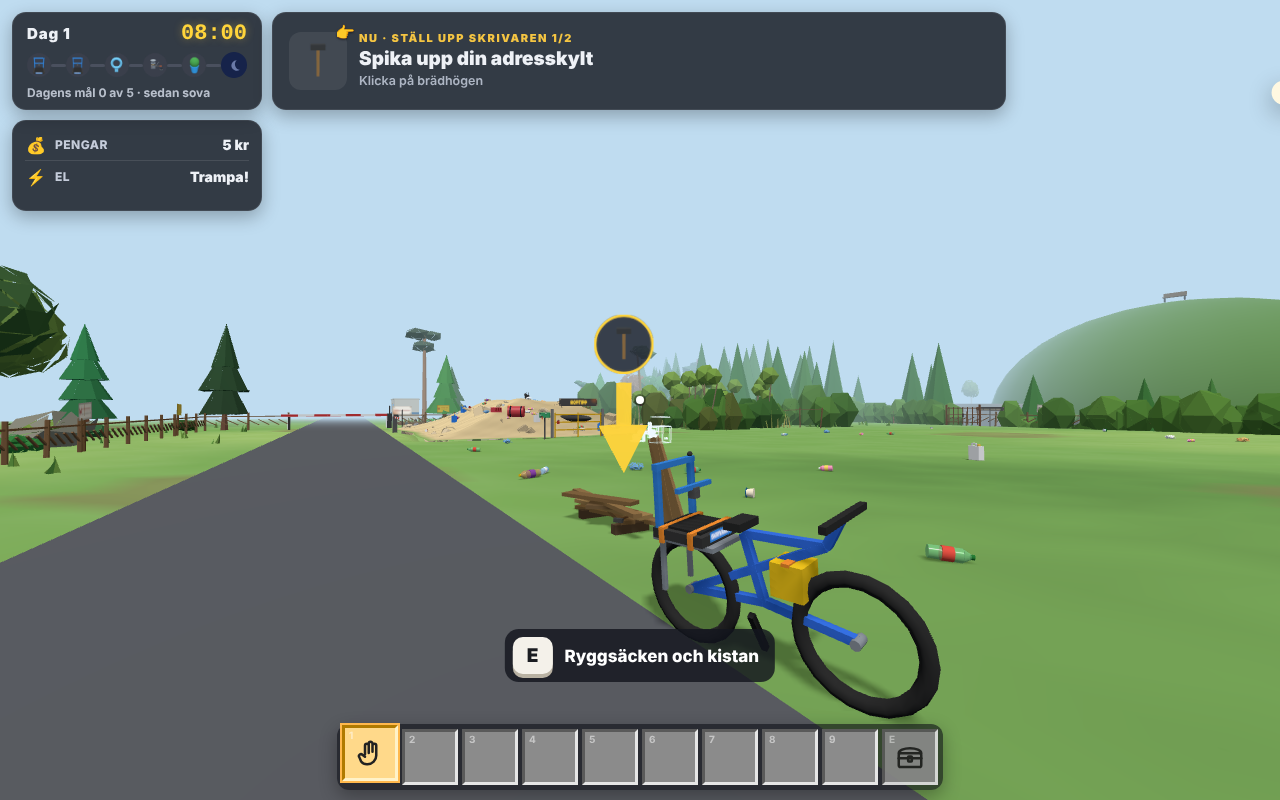 Dag 1
08:00
Dagens mål 0 av 5 · sedan sova
NU · STÄLL UPP SKRIVAREN 1/2
Spika upp din adresskylt
Klicka på brädhögen
PENGAR
5 kr
EL
Trampa!
E
Ryggsäcken och kistan
1
2
3
4
5
6
7
8
9
E